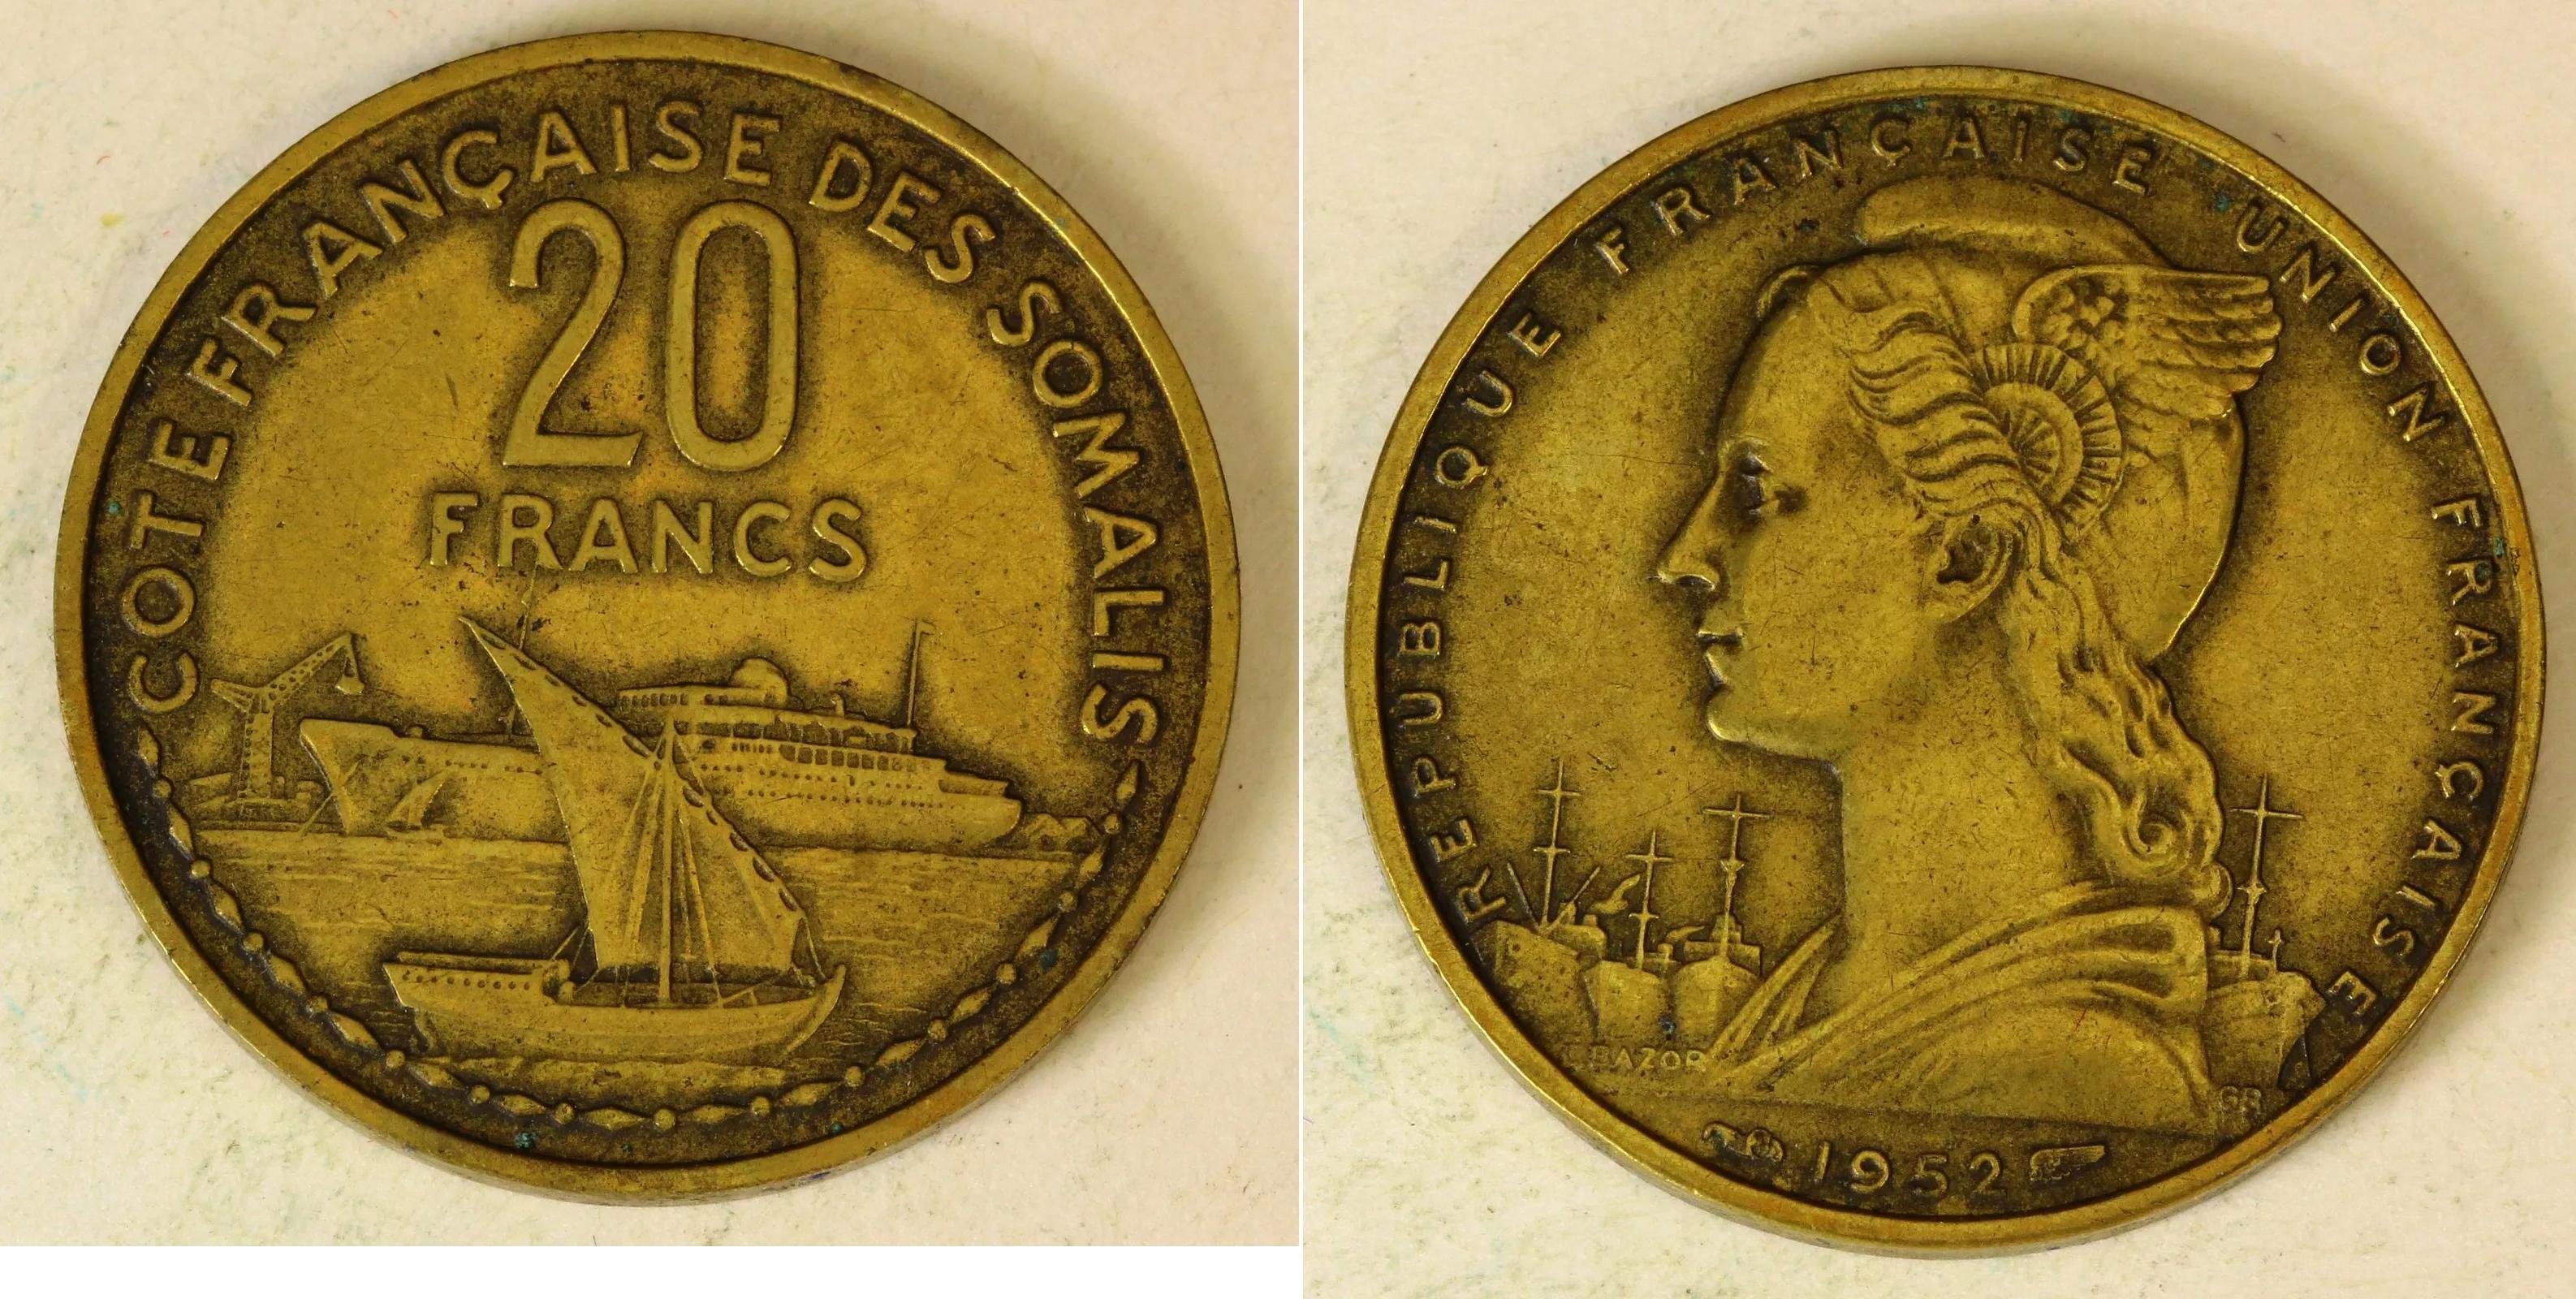 COTE FRANÇAISE DES SOMALIS
20
FRANCS
REPUBLIQUE FRANÇAISE UNION FRANÇAISE
G.BAZOR
GB
1952